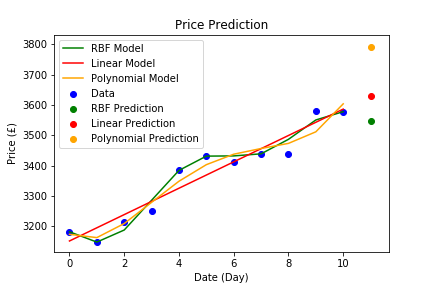 Price Prediction
3800
3700
3600
3500
3400
3300
3200
Price (£)
RBF Model
Linear Model
Polynomial Model
Data
RBF Prediction
Linear Prediction
Polynomial Prediction
0
2
4
6
8
10
Date (Day)